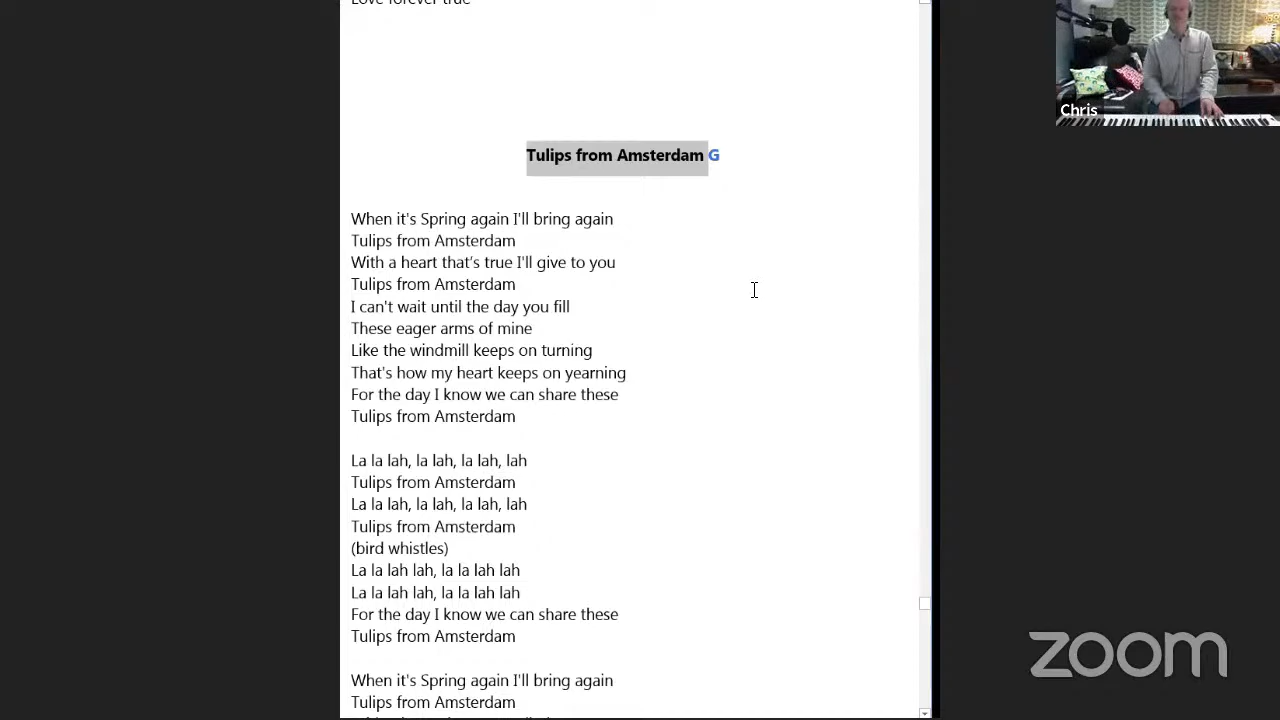 Love forever true
Chris
Tulips from Amsterdam G
When it's Spring again I'll bring again
Tulips from Amsterdam
With a heart that's true I'll give to you
Tulips from Amsterdam
I can't wait until the day you fill
These eager arms of mine
Like the windmill keeps on turning
That's how my heart keeps on yearning
For the day I know we can share these
Tulips from Amsterdam
La la lah, la lah, la lah, lah
Tulips from Amsterdam
La la lah, la lah, la lah, lah
Tulips from Amsterdam
(bird whistles)
La la lah lah, la la lah lah
La la lah lah, la la lah lah
For the day I know we can share these
Tulips from Amsterdam
When it's Spring again I'll bring again
Tulips from Amsterdam
zoom